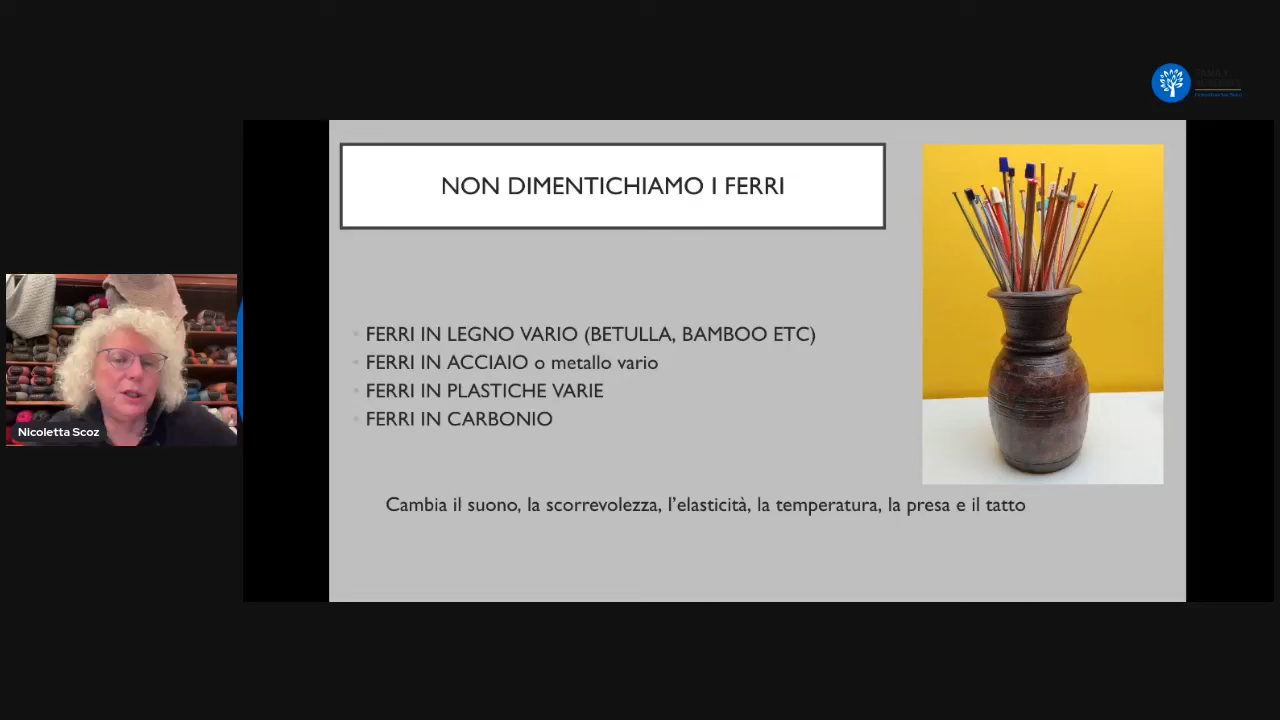 NON DIMENTICHIAMO I FERRI
FERRI IN LEGNO VARIO (BETULLA, BAMBOO ETC)
FERRI IN ACCIAIO o metallo vario
FERRI IN PLASTICHE VARIE
FERRI IN CARBONIO
Cambia il suono, la scorrevolezza, l'elasticità, la temperatura, la presa e il tatto
Nicoletta Scoz